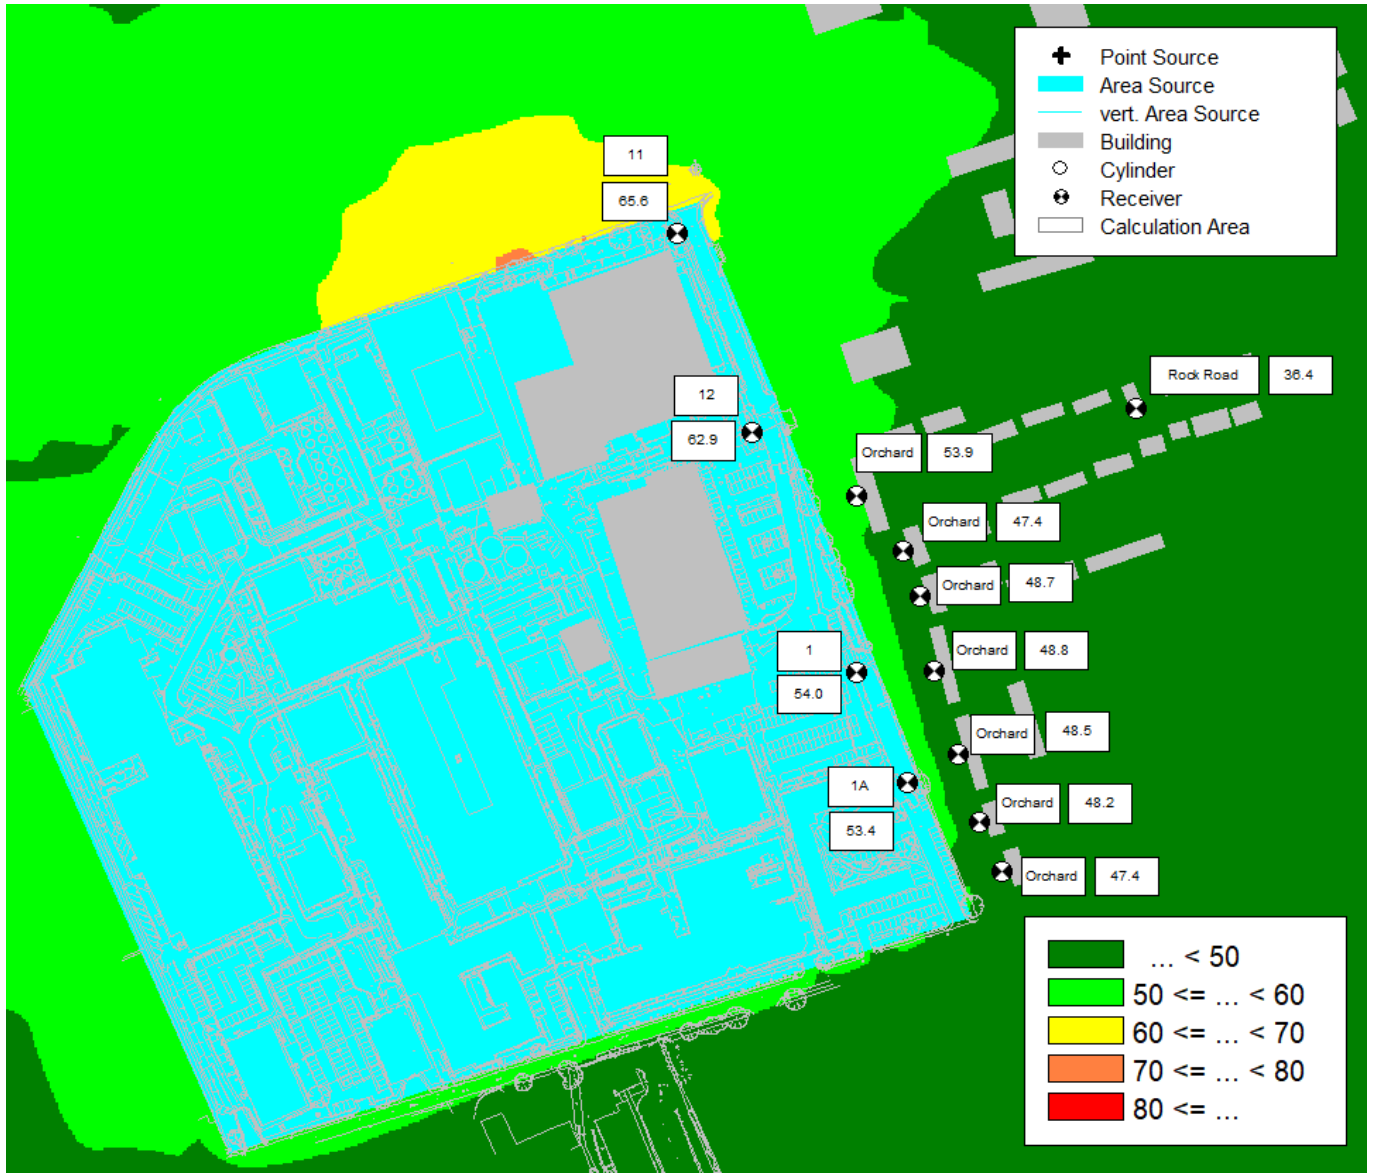 Point Source
Area Source
vert. Area Source
Building
Cylinder
Receiver
Calculation Area
11
65.6
Rock Road 36.4
12
62.9
Orchard 53.9
Orchard 47.4
Orchard 48.7
1
54.0
Orchard 48.8
Orchard 48.5
1A
53.4
Orchard 48.2
Orchard 47.4
... < 50
50 <= ... < 60
60 <= ... < 70
70 <= ... < 80
80 <= ...